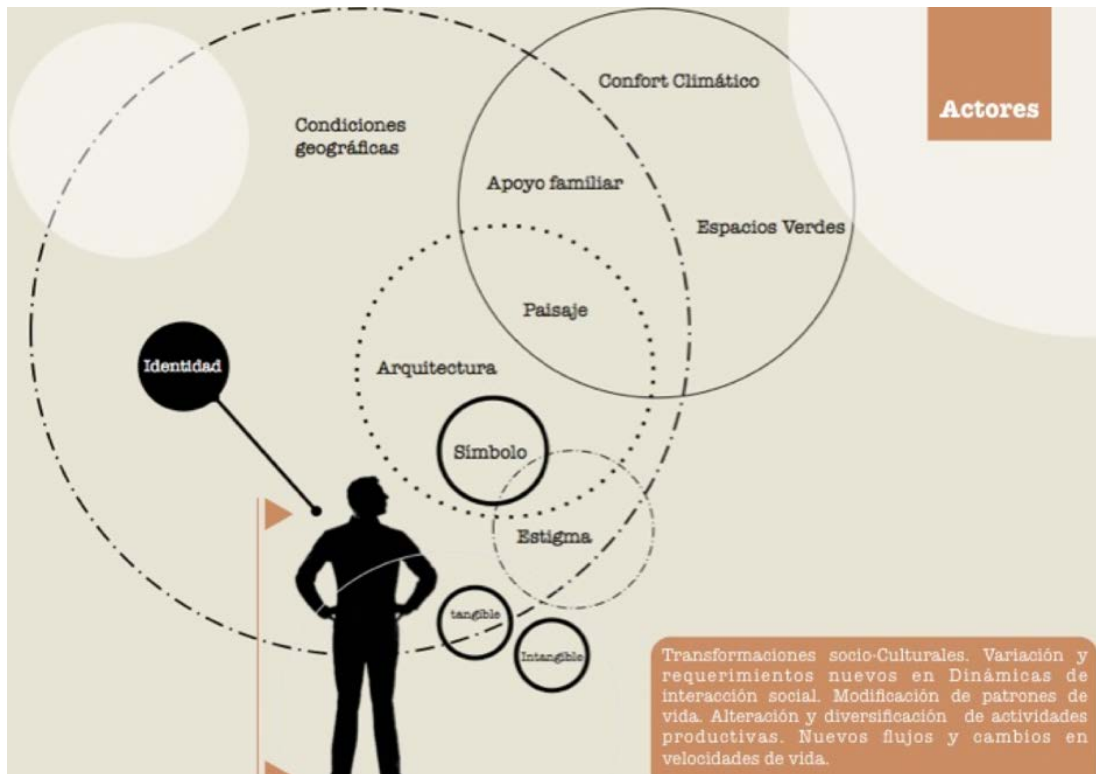 Actores
Confort Climático
Condiciones
geográficas
Apoyo familiar
Espacios Verdes
Paisaje
Identidad
Arquitectura
Símbolo
Estigma
tangible
Intangible
Transformaciones socio-Culturales. Variación y
requerimientos nuevos en Dinámicas de
interacción social. Modificación de patrones de
vida. Alteración y diversificación de actividades
productivas. Nuevos flujos y cambios en
velocidades de vida.